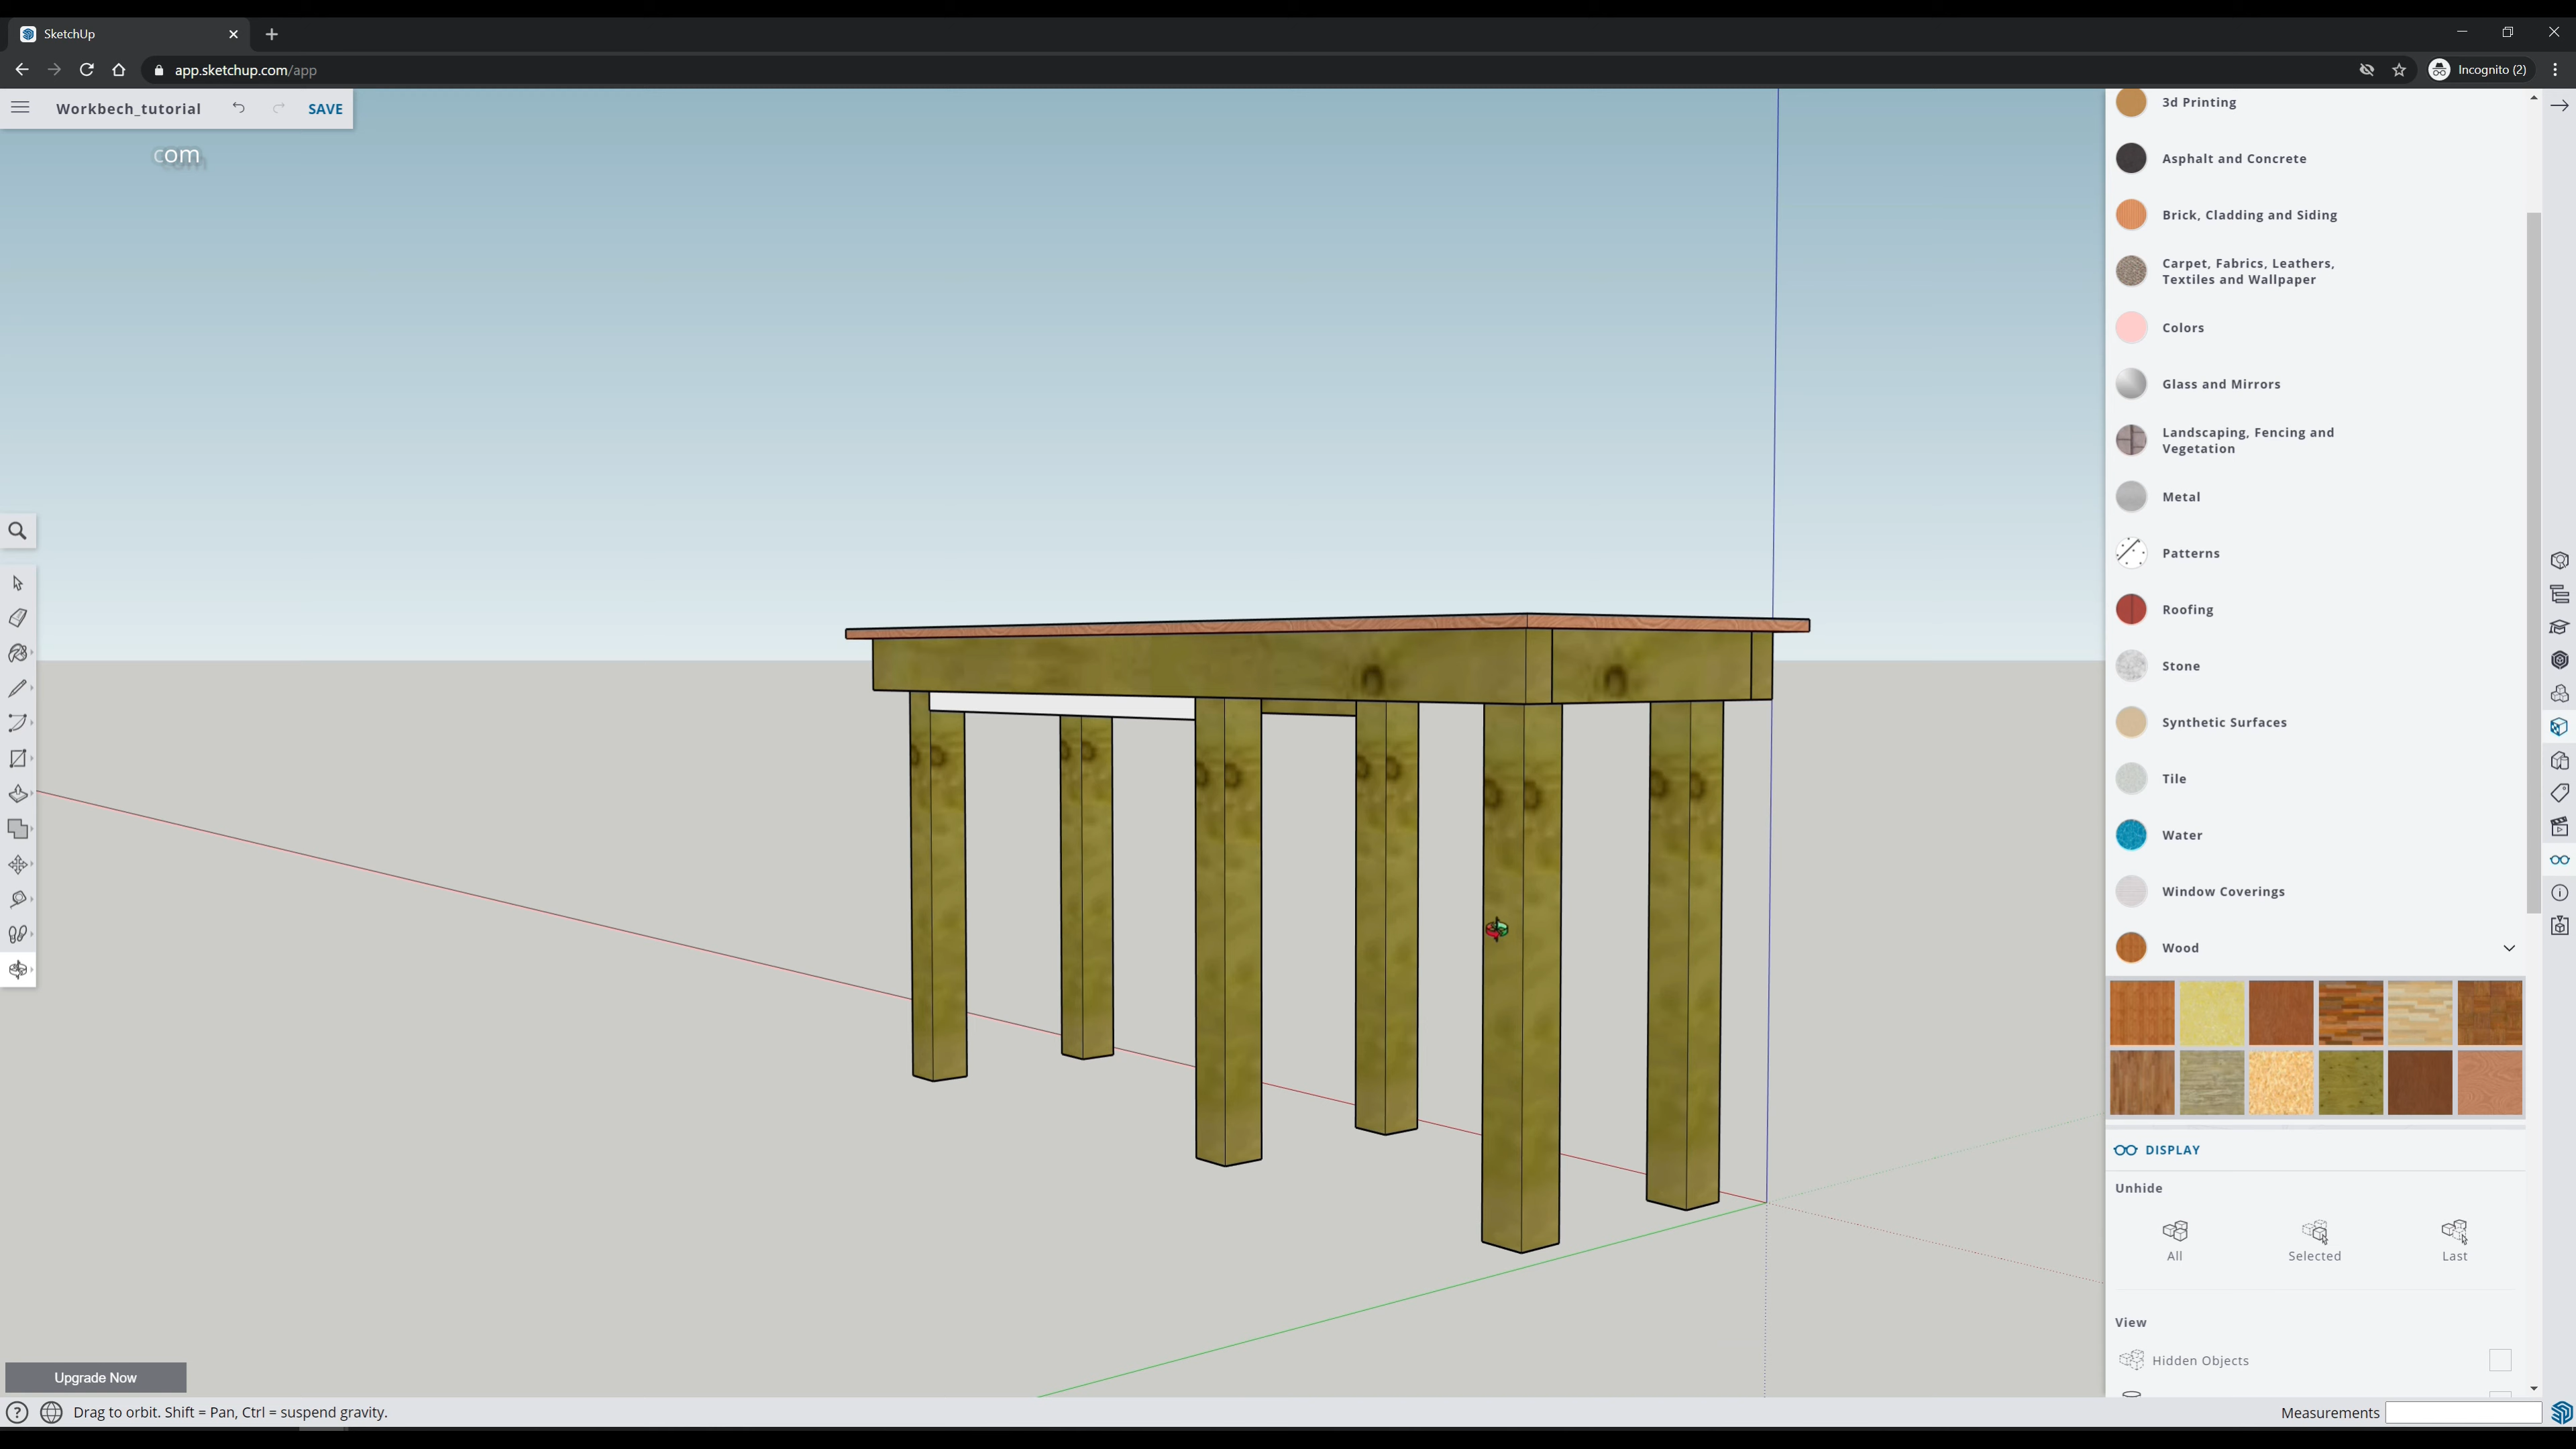 SketchUp
app.sketchup.com/app
Incognito (2)
Workbech_tutorial
SAVE
com
3d Printing
Asphalt and Concrete
Brick, Cladding and Siding
Carpet, Fabrics, Leathers,
Textiles and Wallpaper
Colors
Glass and Mirrors
Landscaping, Fencing and
Vegetation
Metal
Patterns
Roofing
Stone
Synthetic Surfaces
Tile
Water
Window Coverings
Wood
DISPLAY
Unhide
All
Selected
Last
View
Hidden Objects
Upgrade Now
Drag to orbit. Shift = Pan, Ctrl = suspend gravity.
Measurements